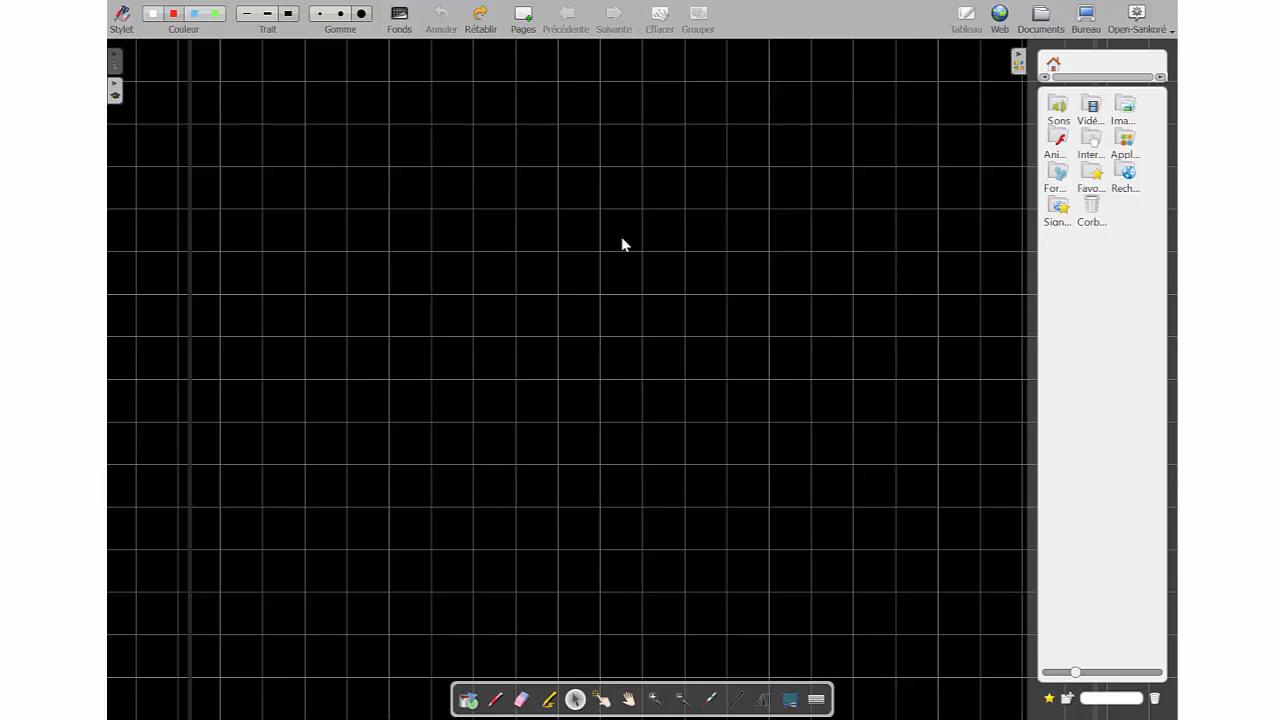 Stylet Couleur Trait Gomme Fonds Annuler Rétablir Pages Précédente Suivante Effacer Grouper Tableau Web Documents Bureau Open-Sankoré
Sons Vidé... Ima...
Ani... Inter... Appl...
For... Favo... Rech...
Sian... Corb...